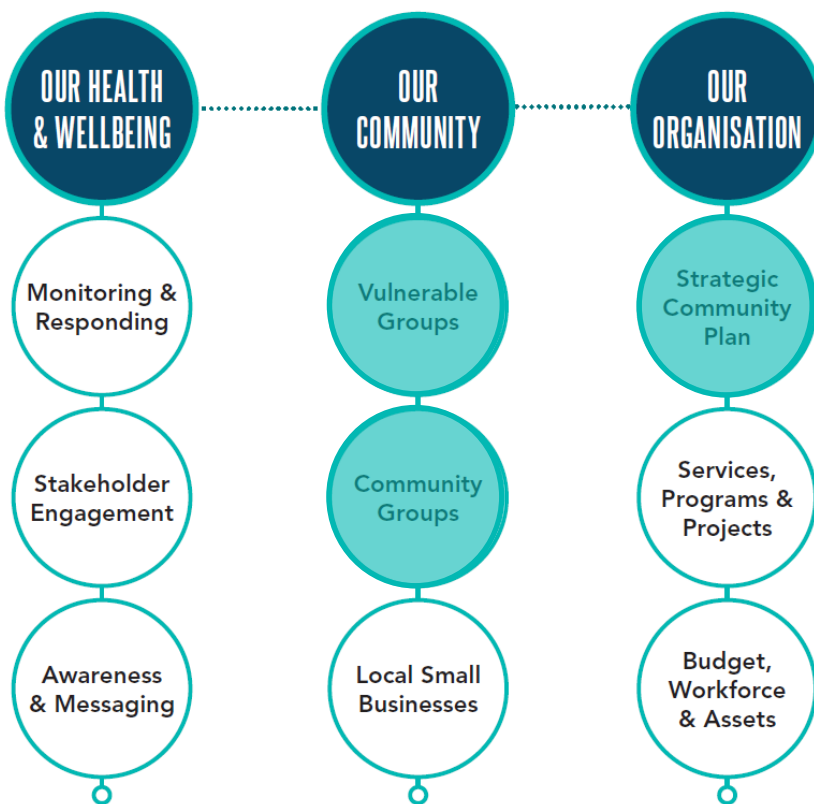 OUR HEALTH
& WELLBEING
Monitoring &
Responding
Stakeholder
Engagement
Awareness
& Messaging
OUR
COMMUNITY
Vulnerable
Groups
Community
Groups
Local Small
Businesses
OUR
ORGANISATION
Strategic
Community
Plan
Services,
Programs &
Projects
Budget,
Workforce
& Assets